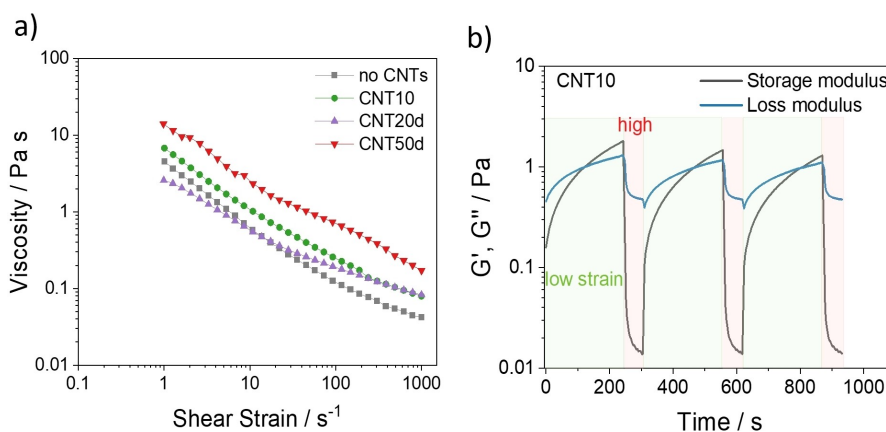 a)
100
10
1
0.1
0.01
0.1
1
10
100
1000
Viscosity / Pa s
Shear Strain / s-1
no CNTs
CNT10
CNT20d
CNT50d
b)
10
1
0.1
0.01
0
200
400
600
800
1000
G', G" / Pa
Time / s
CNT10
Storage modulus
Loss modulus
high
low strain